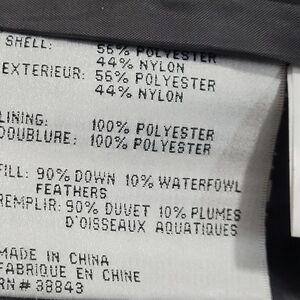 SHELL: 56% POLYESTER
44% NYLON
EXTERIEUR: 56% POLYESTER
44% NYLON
LINING: 100% POLYESTER
DOUBLURE: 100% POLYESTER
FILL: 90% DOWN 10% WATERFOWL
FEATHERS
REMPLIR: 90% DUVET 10% PLUMES
D'OISEAUX AQUATIQUES
MADE IN CHINA
FABRIQUE EN CHINE
RN # 38843